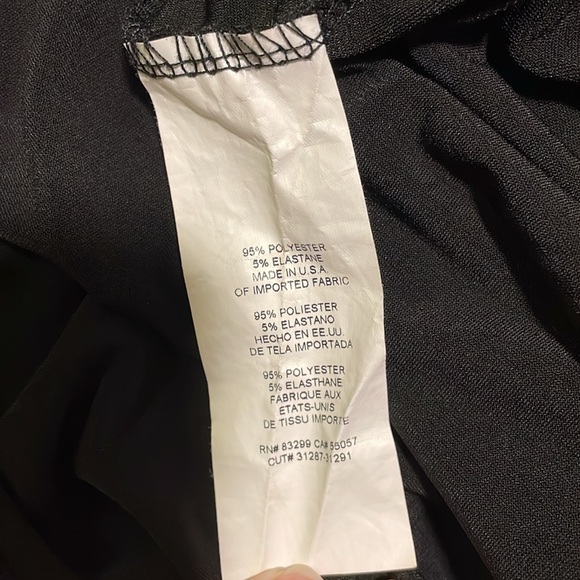 95% POLYESTER
5% ELASTANE
MADE IN U.S.A.
OF IMPORTED FABRIC
95% POLIESTER
5% ELASTANO
HECHO EN EE.UU.
DE TELA IMPORTADA
95% POLYESTER
5% ELASTHANE
FABRIQUE AUX
ETATS-UNIS
DE TISSU IMPORTE
RN# 83299 CA# 55057
CUT# 31287-31291